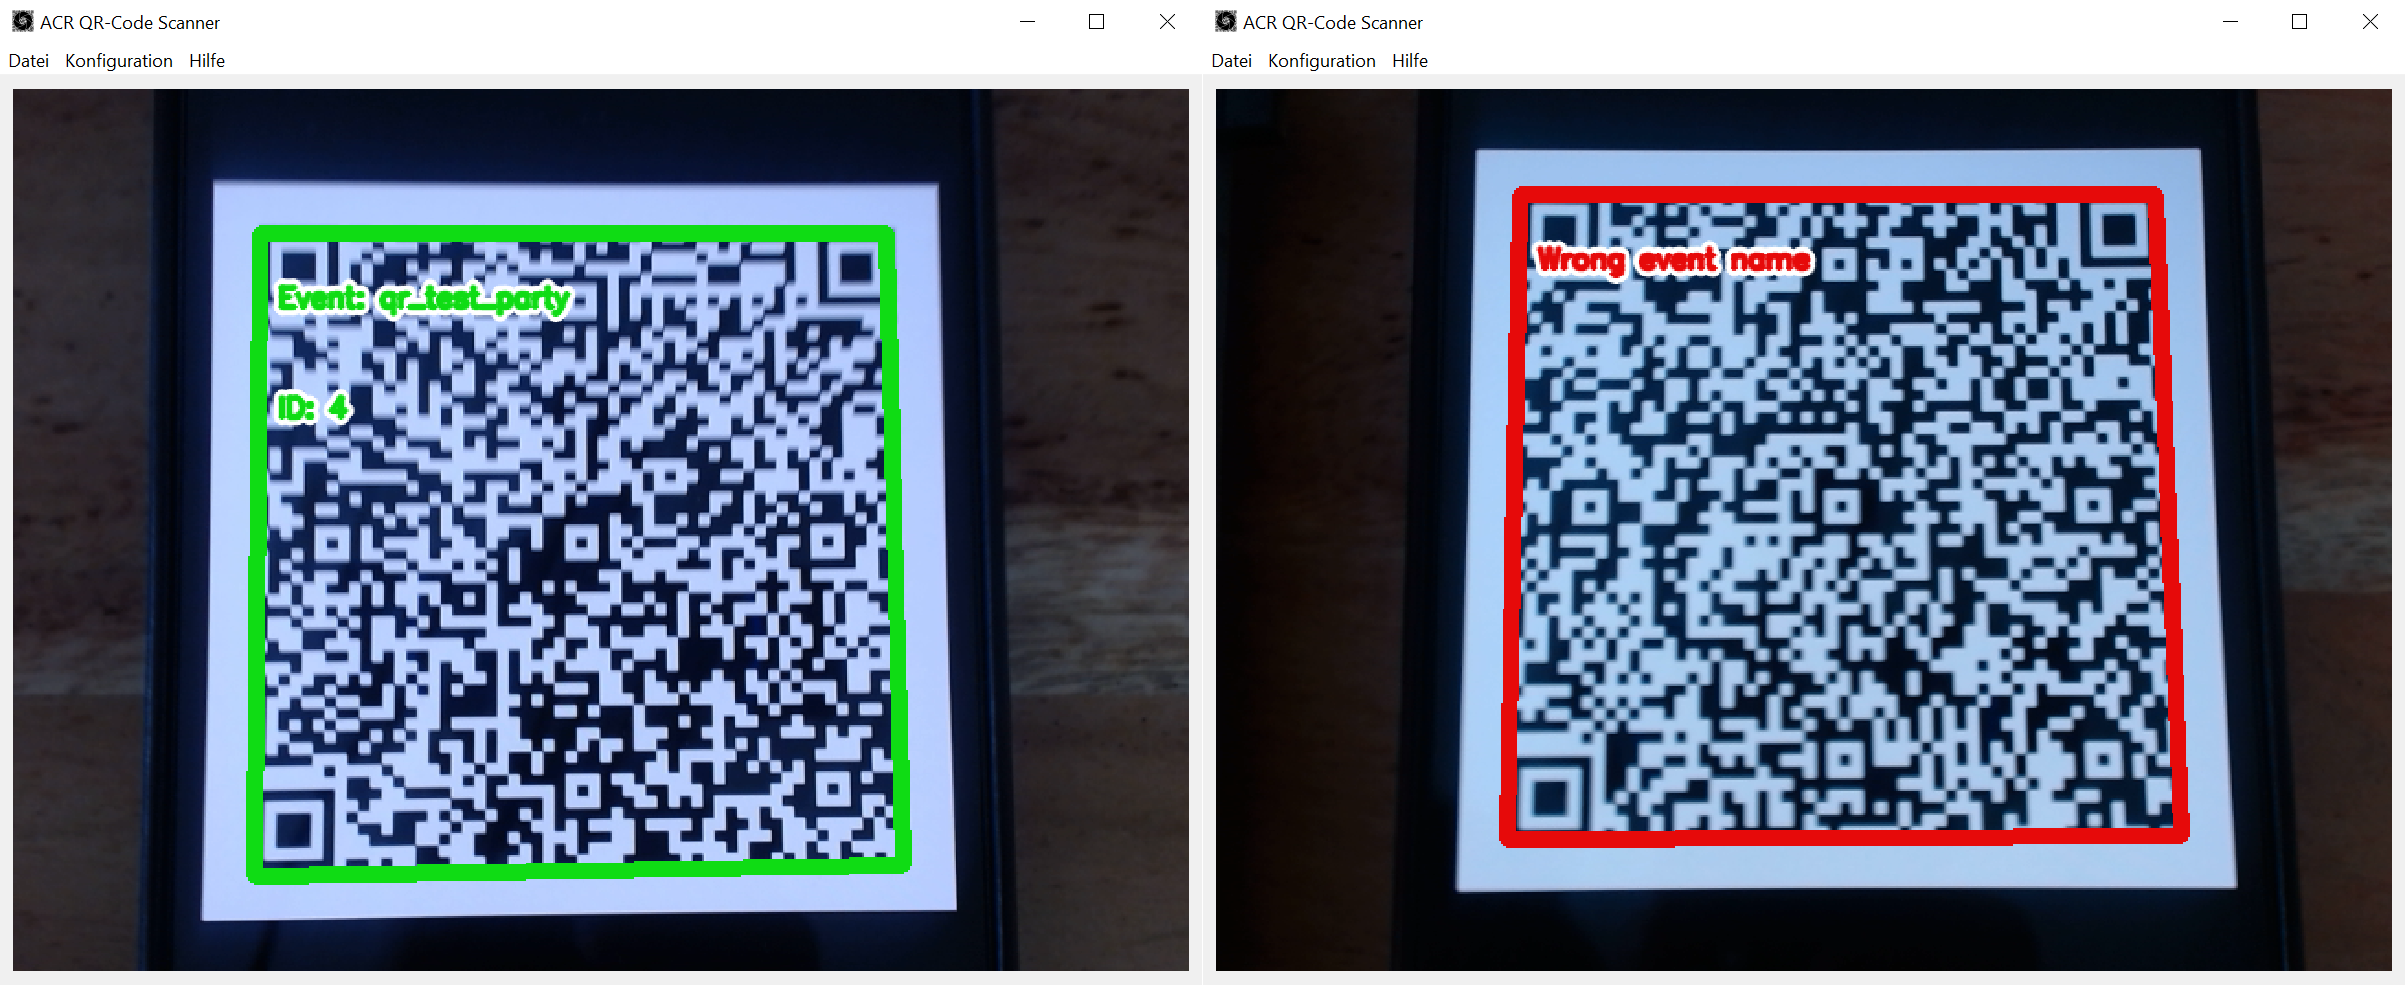 ACR QR-Code Scanner
Datei Konfiguration Hilfe
Event: qr_test_party
ID: 4
ACR QR-Code Scanner
Datei Konfiguration Hilfe
Wrong event name